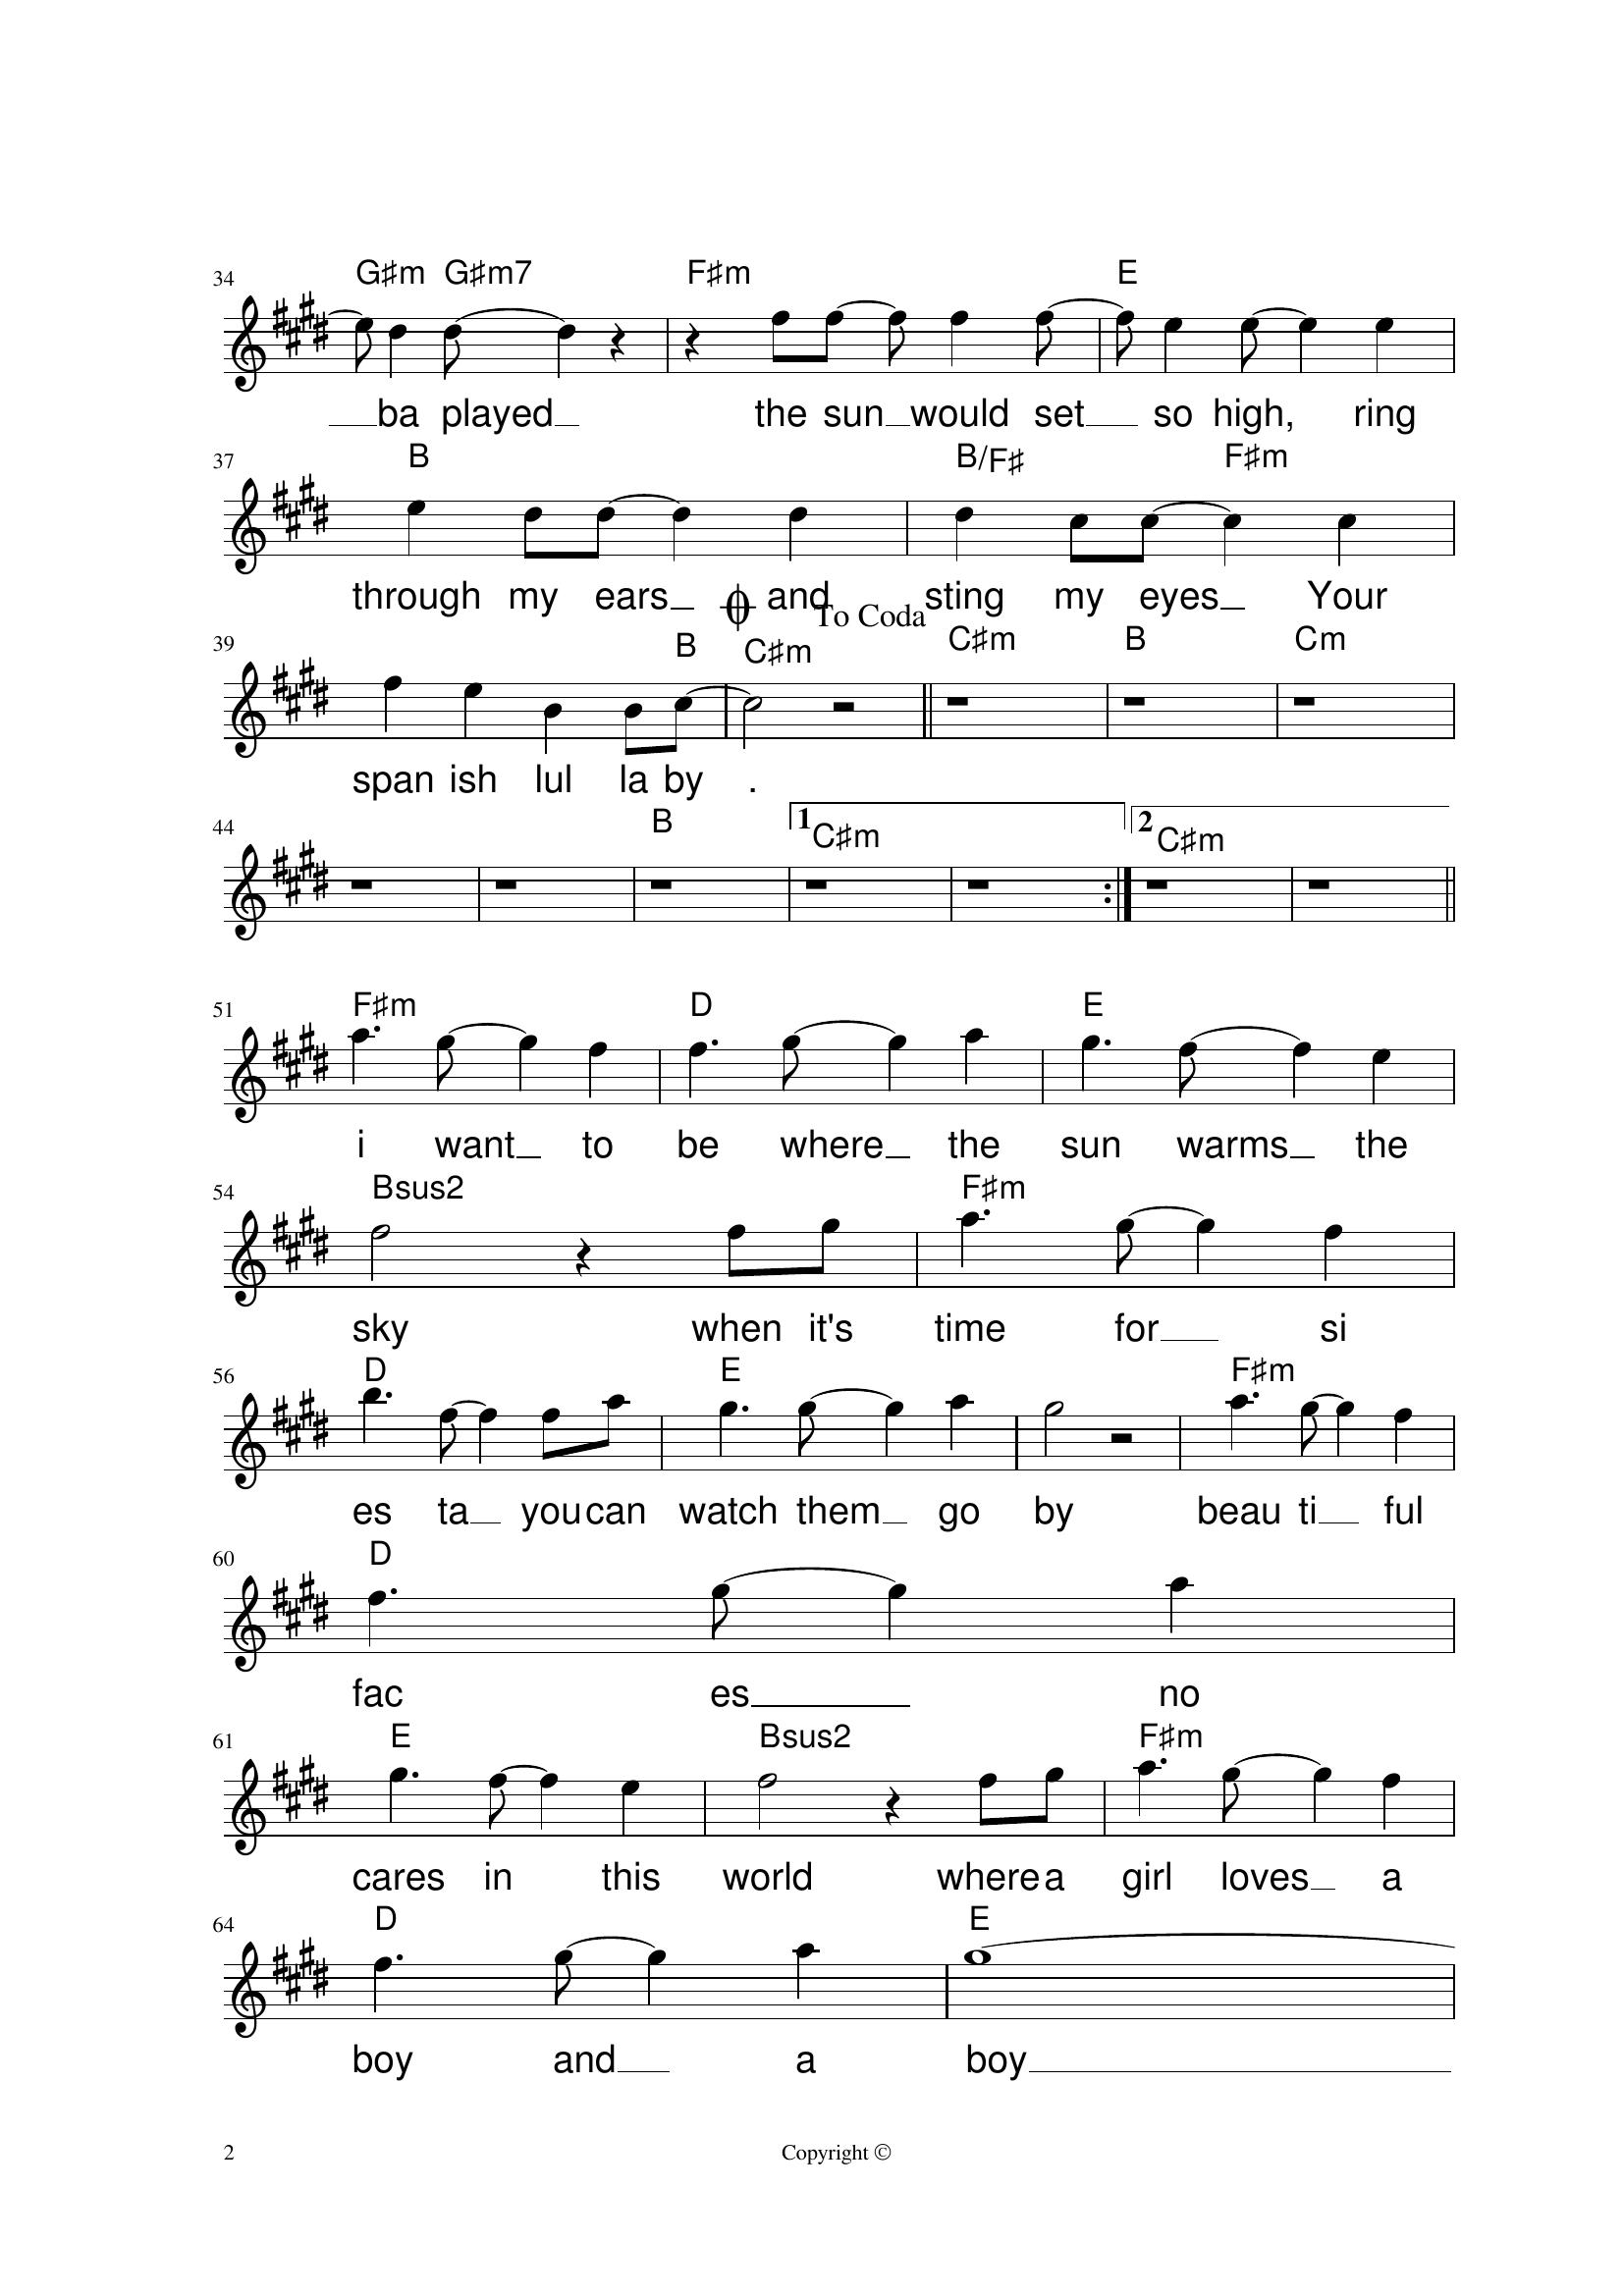 34 G♯m G♯m7 F♯m E
ba played the sun would set so high, ring
37 B B/F♯ F♯m
through my ears and sting my eyes Your
To Coda
39 B C♯m C♯m B Cm
span ish lul la by .
44 B 1 C♯m 2 C♯m
51 F♯m D E
i want to be where the sun warms the
54 Bsus2 F♯m
sky when it's time for si
56 D E F♯m
es ta you can watch them go by beau ti ful
60 D
fac es no
61 E Bsus2 F♯m
cares in this world where a girl loves a
64 D E
boy and a boy
2 Copyright ©